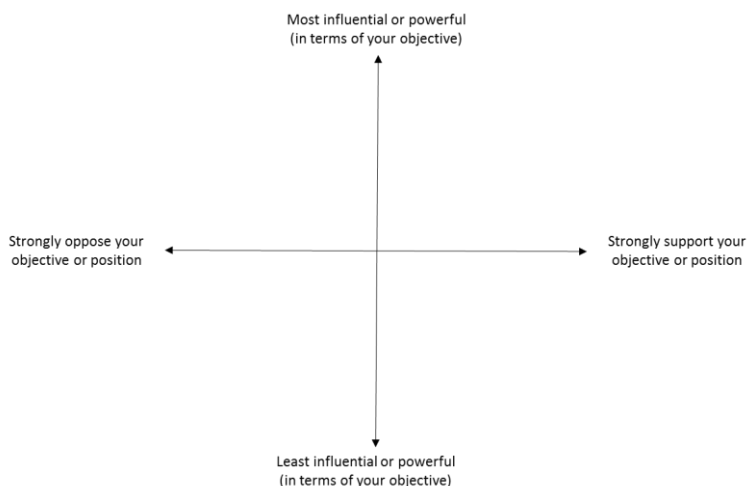 Most influential or powerful
(in terms of your objective)
Strongly oppose your
objective or position
Strongly support your
objective or position
Least influential or powerful
(in terms of your objective)